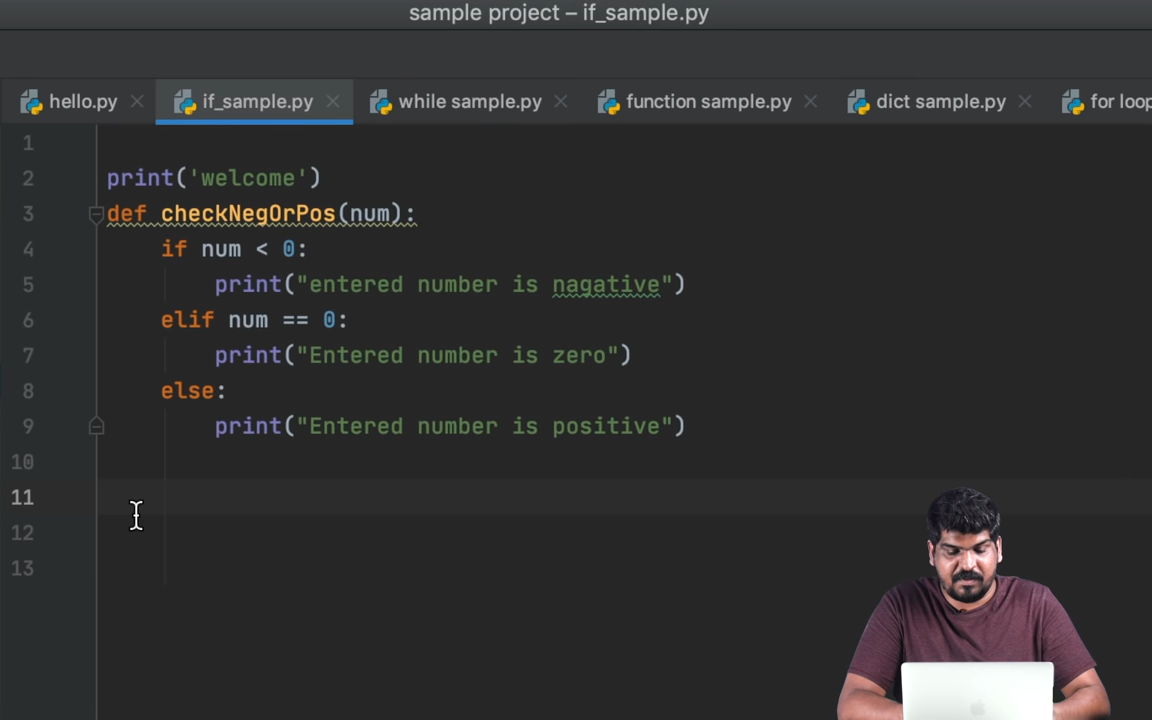 sample project – if_sample.py
hello.py if_sample.py while sample.py function sample.py dict sample.py for loop
1
2 print('welcome')
3 def checkNegOrPos(num):
4 if num < 0:
5 print("entered number is nagative")
6 elif num == 0:
7 print("Entered number is zero")
8 else:
9 print("Entered number is positive")
10
11
12
13